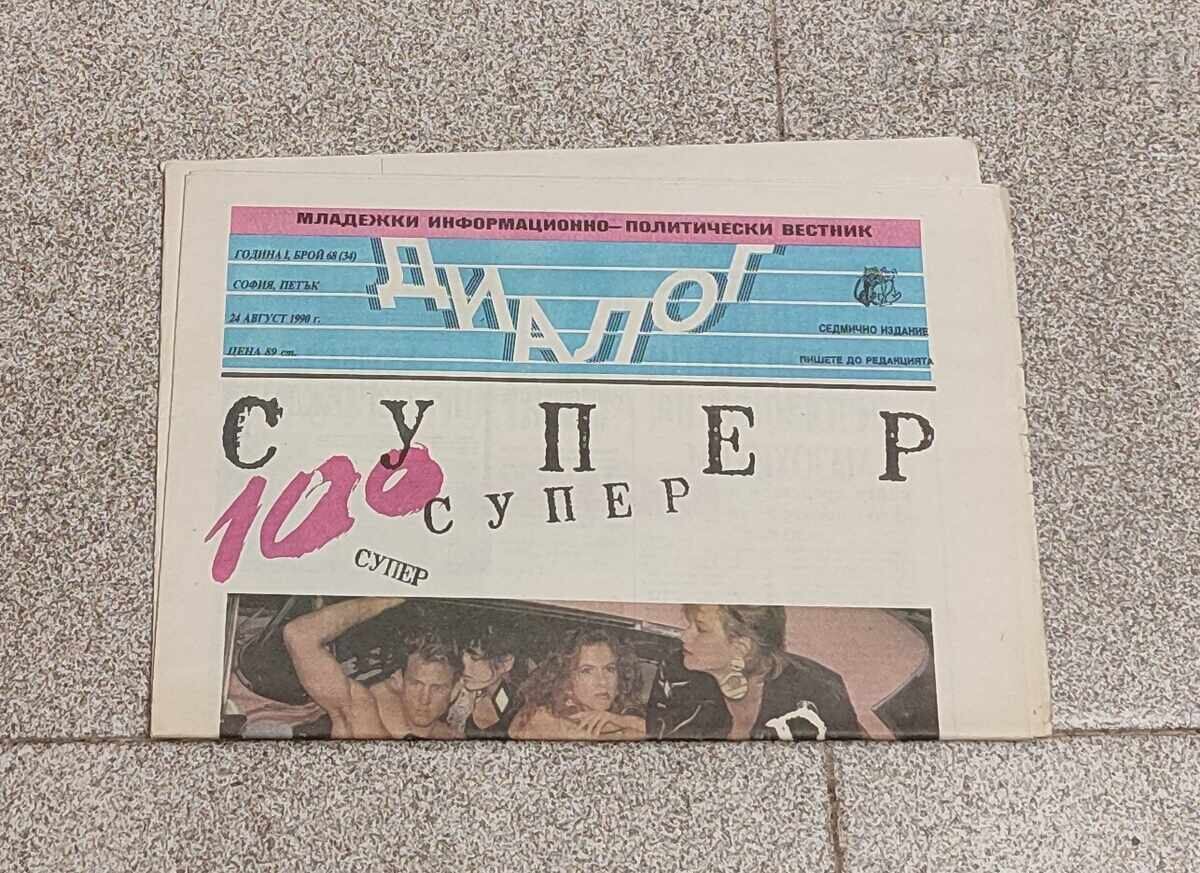 МЛАДЕЖКИ ИНФОРМАЦИОННО–ПОЛИТИЧЕСКИ ВЕСТНИК
ДИАЛОГ
ГОДИНА I, БРОЙ 68 (34)
СОФИЯ, ПЕТЪК
24 АВГУСТ 1990 г.
ЦЕНА 89 ст.
СЕДМИЧНО ИЗДАНИЕ
ПИШЕТЕ ДО РЕДАКЦИЯТА
СУПЕР
100
СУПЕР
СУПЕР